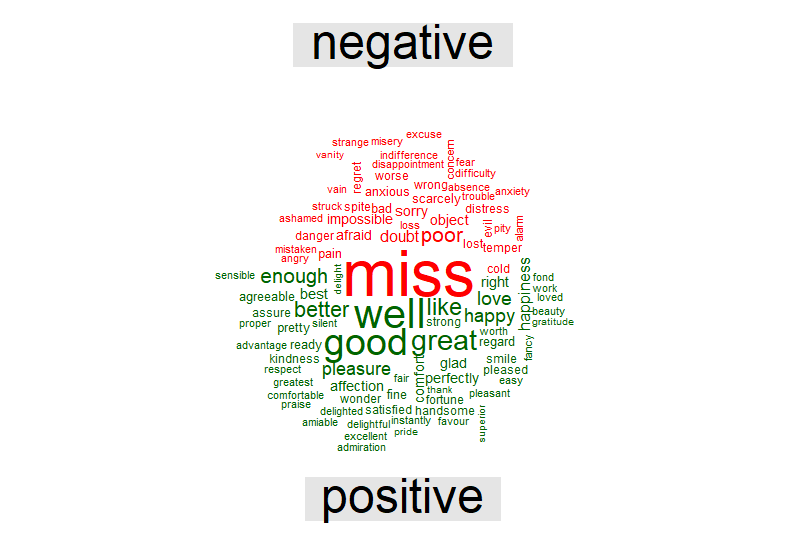 negative
excuse
strange misery
concern
vanity
indifference
disappointment
fear
regret
worse
difficulty
vain
anxious
wrong
absence
scarcely
trouble
anxiety
struck
spite
bad
sorry
distress
ashamed
impossible
loss
object
evil
pity
alarm
danger
afraid
doubt
poor
lost
temper
mistaken
angry
pain
miss
cold
sensible
enough
delight
right
happiness
fond
work
agreeable
best
love
loved
assure
better
well
like
happy
beauty
proper
pretty
silent
strong
worth
gratitude
advantage
ready
good
great
regard
fancy
kindness
comfort
glad
smile
respect
pleasure
pleased
greatest
affection
fair
perfectly
easy
comfortable
wonder
fine
thank
fortune
pleasant
praise
delighted
satisfied
handsome
superior
amiable
delightful
instantly
favour
excellent
pride
admiration
positive